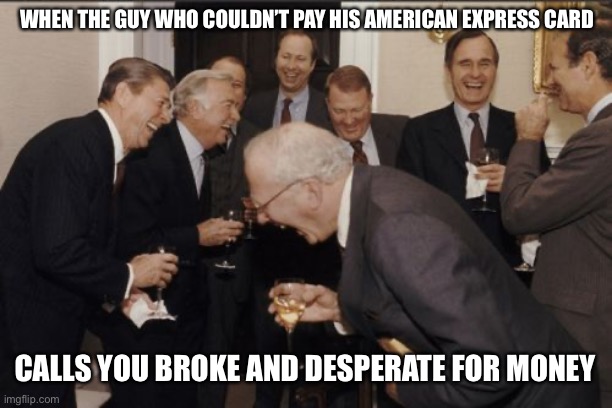 WHEN THE GUY WHO COULDN'T PAY HIS AMERICAN EXPRESS CARD
CALLS YOU BROKE AND DESPERATE FOR MONEY
imgflip.com